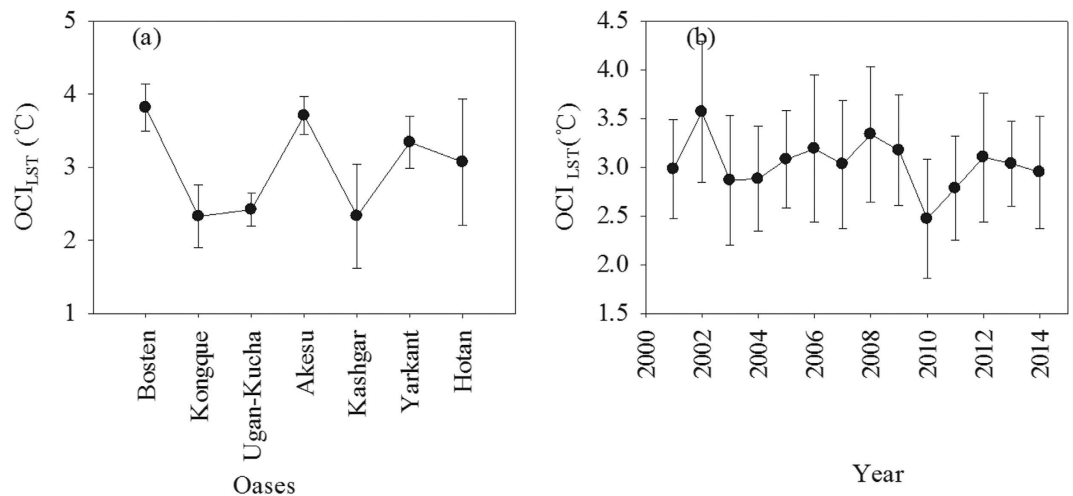 (a)
OCI_LST (℃)
5
4
3
2
1
Bosten
Kongque
Ugan-Kucha
Akesu
Kashgar
Yarkant
Hotan
Oases
(b)
OCI LST(℃)
4.5
4.0
3.5
3.0
2.5
2.0
1.5
2000
2002
2004
2006
2008
2010
2012
2014
Year